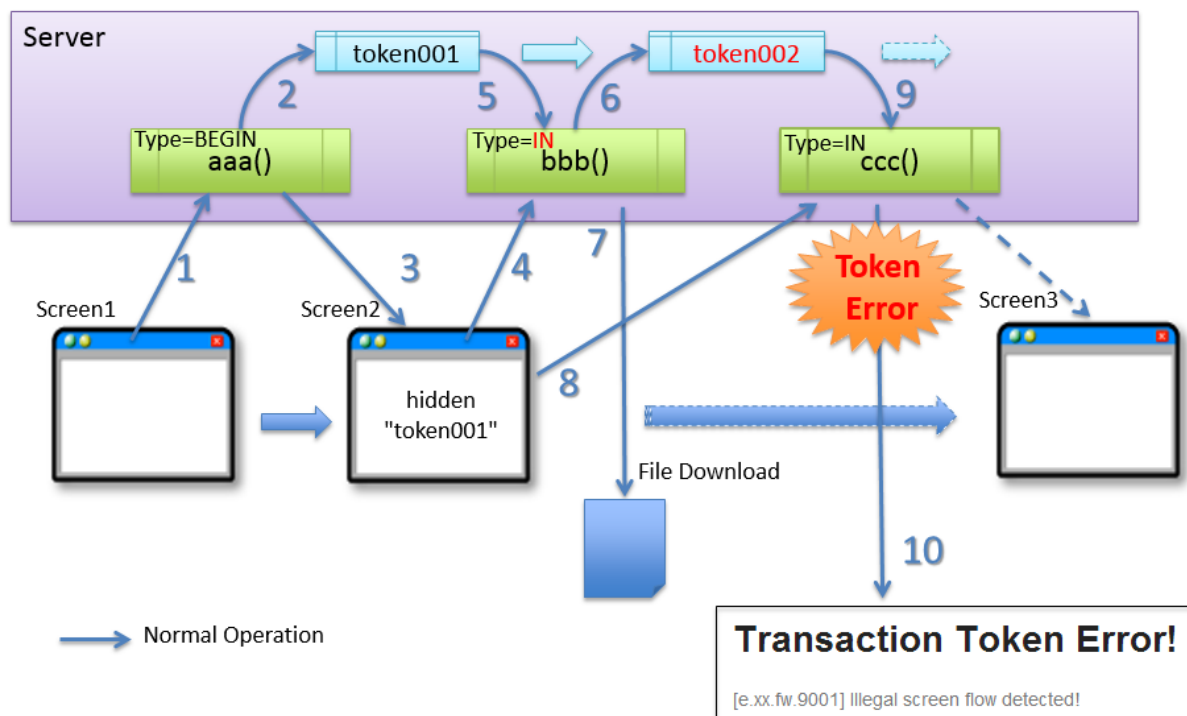 Server
token001
token002
2
5
6
9
Type=BEGIN
aaa()
Type=IN
bbb()
Type=IN
ccc()
1
3
4
7
8
Token
Error
Screen1
Screen2
Screen3
hidden
"token001"
File Download
10
Normal Operation
Transaction Token Error!
[e.xx.fw.9001] Illegal screen flow detected!